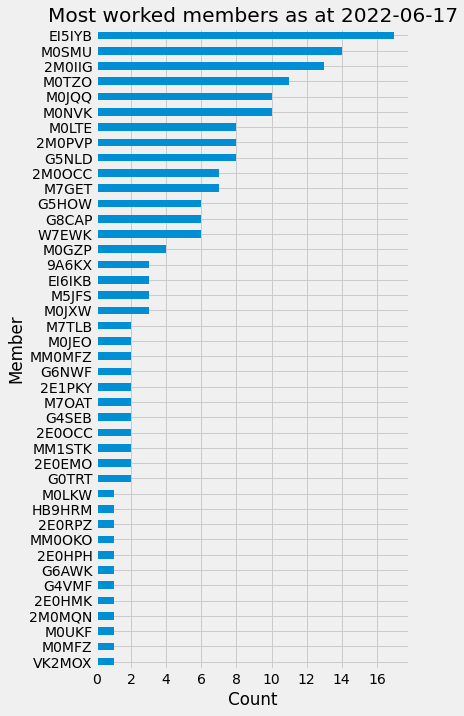 Most worked members as at 2022-06-17
EI5IYB
M0SMU
2M0IIG
M0TZO
M0JQQ
M0NVK
M0LTE
2M0PVP
G5NLD
2M0OCC
M7GET
G5HOW
G8CAP
W7EWK
M0GZP
9A6KX
EI6IKB
M5JFS
M0JXW
M7TLB
M0JEO
MM0MFZ
G6NWF
2E1PKY
M7OAT
G4SEB
2E0OCC
MM1STK
2E0EMO
G0TRT
M0LKW
HB9HRM
2E0RPZ
MM0OKO
2E0HPH
G6AWK
G4VMF
2E0HMK
2M0MQN
M0UKF
M0MFZ
VK2MOX
Member
0 2 4 6 8 10 12 14 16
Count